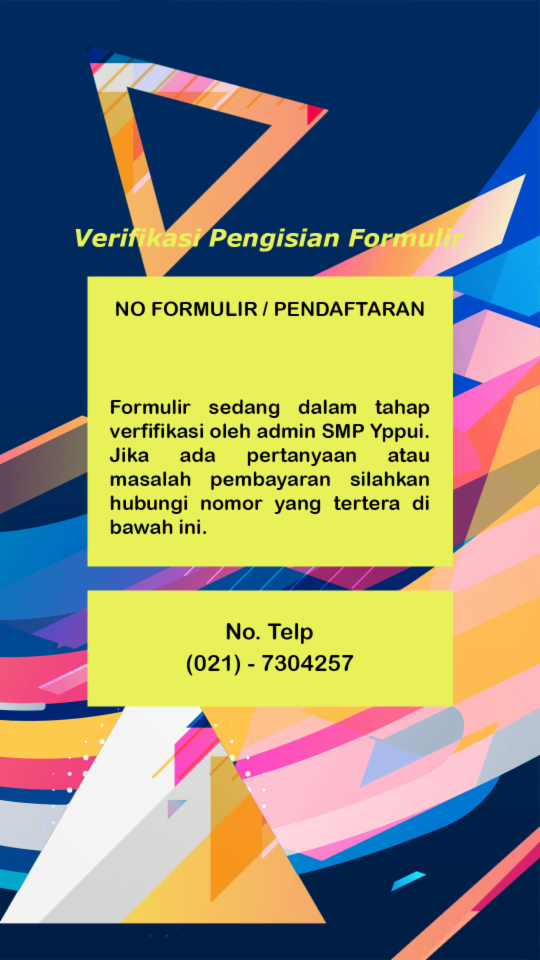 Verifikasi Pengisian Formulir
NO FORMULIR / PENDAFTARAN
Formulir sedang dalam tahap
verfifikasi oleh admin SMP Yppui.
Jika ada pertanyaan atau
masalah pembayaran silahkan
hubungi nomor yang tertera di
bawah ini.
No. Telp
(021) - 7304257